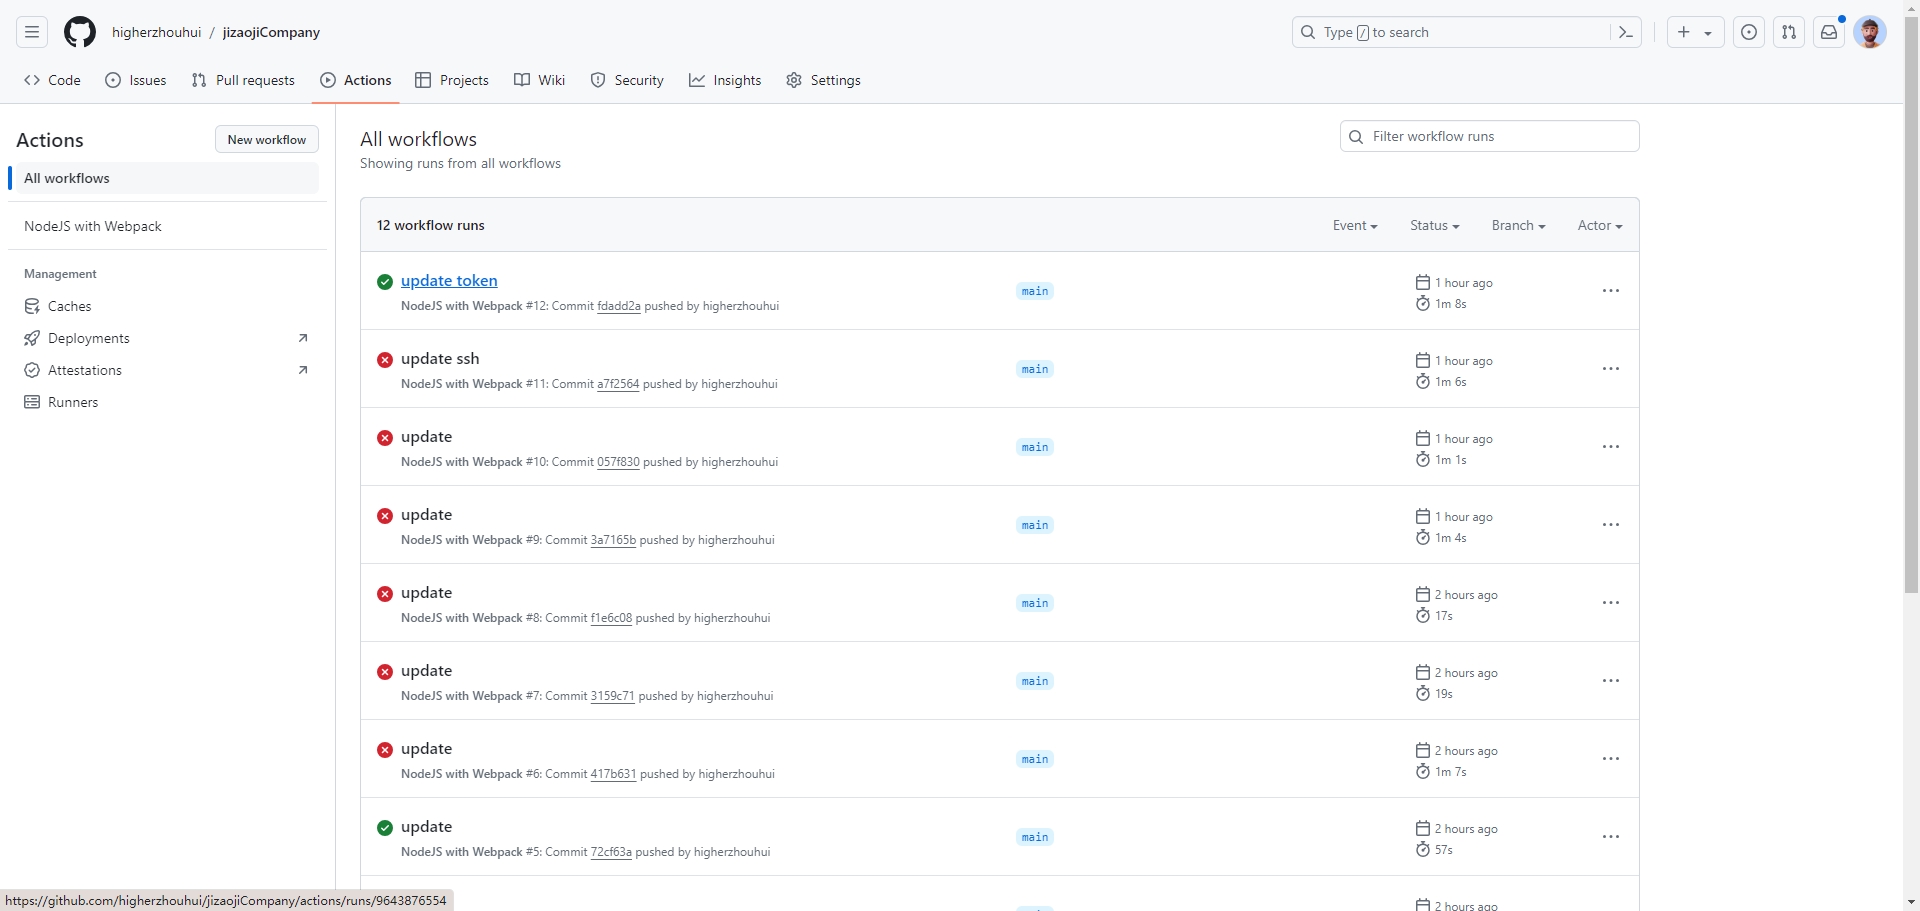 higherzhouhui / jizaojiCompany
Type / to search
Code Issues Pull requests Actions Projects Wiki Security Insights Settings
Actions
New workflow
All workflows
NodeJS with Webpack
Management
Caches
Deployments
Attestations
Runners
All workflows
Showing runs from all workflows
Filter workflow runs
12 workflow runs
Event Status Branch Actor
update token
NodeJS with Webpack #12: Commit fdadd2a pushed by higherzhouhui
main
1 hour ago
1m 8s
update ssh
NodeJS with Webpack #11: Commit a7f2564 pushed by higherzhouhui
main
1 hour ago
1m 6s
update
NodeJS with Webpack #10: Commit 057f830 pushed by higherzhouhui
main
1 hour ago
1m 1s
update
NodeJS with Webpack #9: Commit 3a7165b pushed by higherzhouhui
main
1 hour ago
1m 4s
update
NodeJS with Webpack #8: Commit f1e6c08 pushed by higherzhouhui
main
2 hours ago
17s
update
NodeJS with Webpack #7: Commit 3159c71 pushed by higherzhouhui
main
2 hours ago
19s
update
NodeJS with Webpack #6: Commit 417b631 pushed by higherzhouhui
main
2 hours ago
1m 7s
update
NodeJS with Webpack #5: Commit 72cf63a pushed by higherzhouhui
main
2 hours ago
57s
2 hours ago
https://github.com/higherzhouhui/jizaojiCompany/actions/runs/9643876554